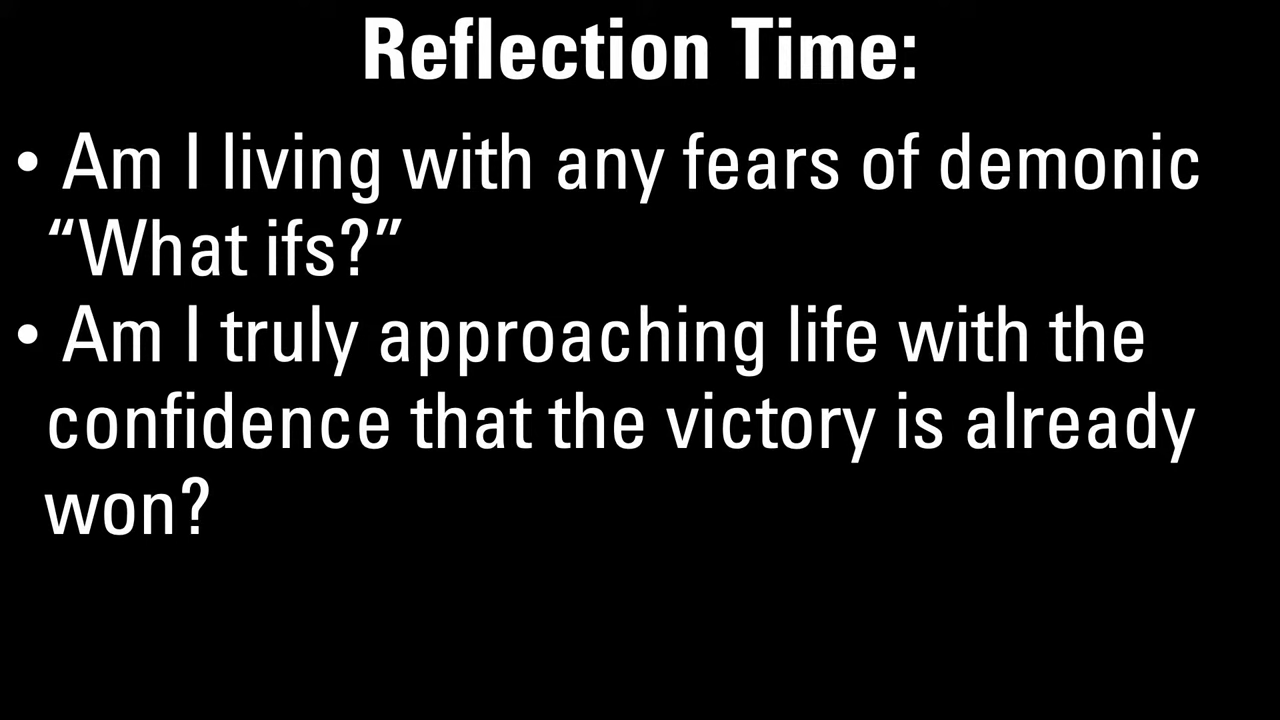 Reflection Time:
• Am I living with any fears of demonic
“What ifs?”
• Am I truly approaching life with the
confidence that the victory is already
won?